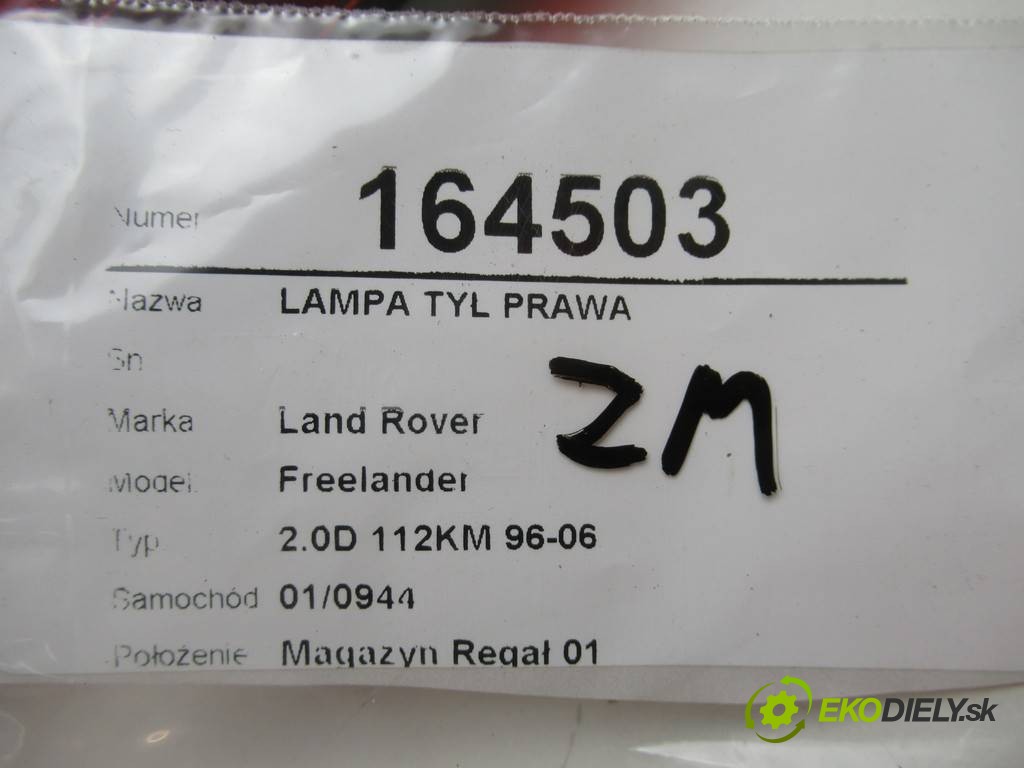 Numer 164503
Nazwa LAMPA TYŁ PRAWA
Sn
ZM
Marka Land Rover
Model Freelander
Typ 2.0D 112KM 96-06
Samochód 01/0944
Położenie Magazyn Regał 01
EKODIELY.sk